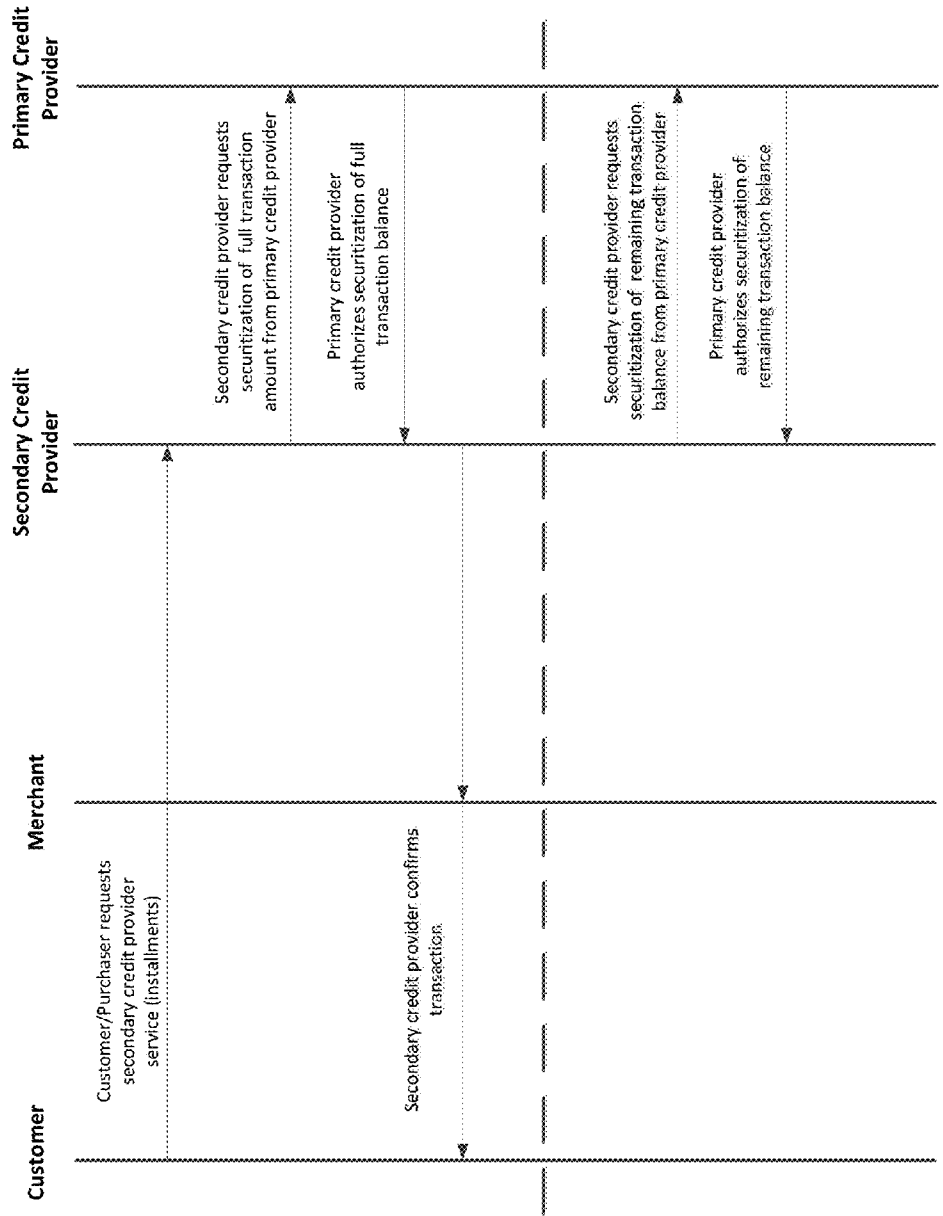 Customer
Merchant
Secondary Credit
Provider
Primary Credit
Provider
Customer/Purchaser requests
secondary credit provider
service (installments)
Secondary credit provider requests
securitization of full transaction
amount from primary credit provider
Primary credit provider
authorizes securitization of full
transaction balance
Secondary credit provider confirms
transaction
Secondary credit provider requests
securitization of remaining transaction
balance from primary credit provider
Primary credit provider
authorizes securitization of
remaining transaction balance